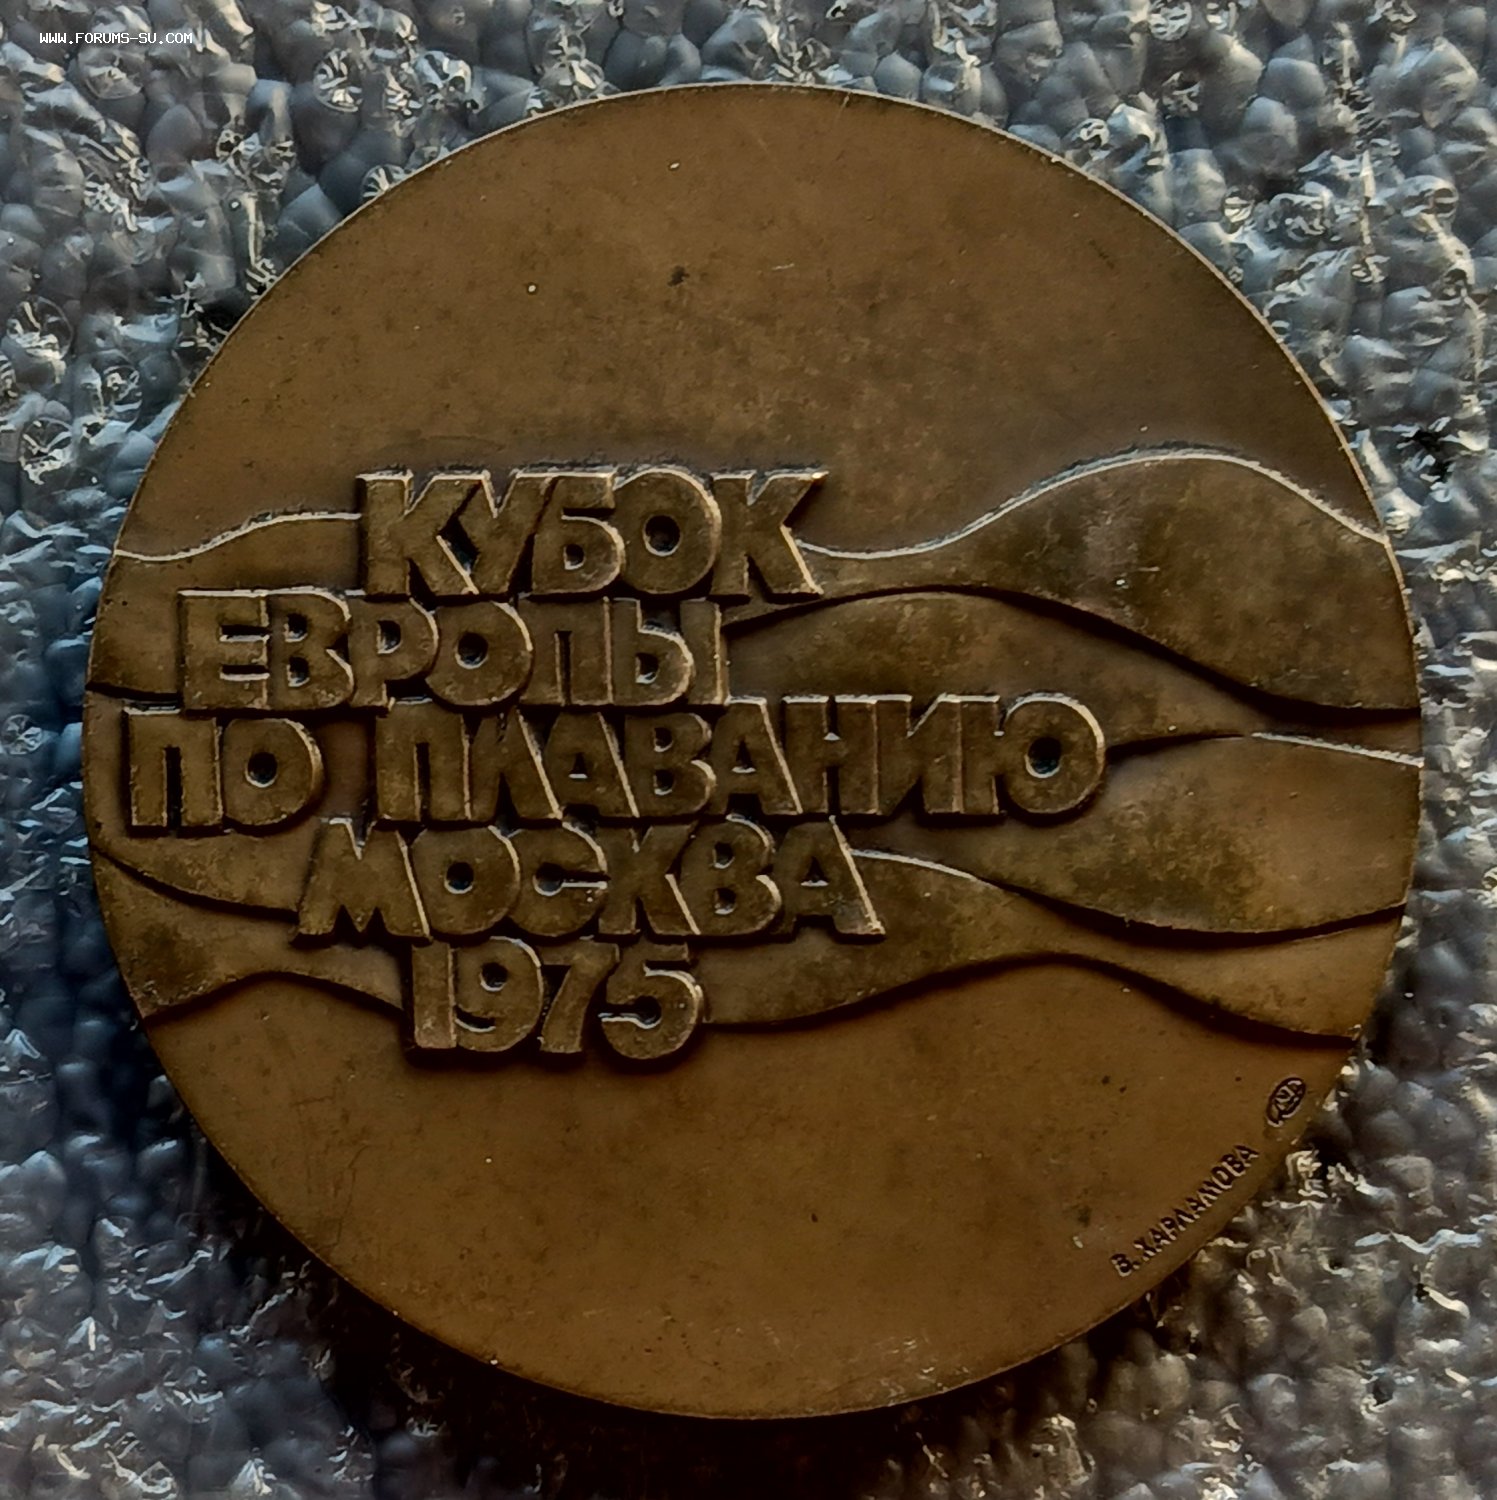 WWW.FORUMS-SU.COM
КУБОК
ЕВРОПЫ
ПО ПЛАВАНИЮ
МОСКВА
1975
В. ХАРЛАМОВА